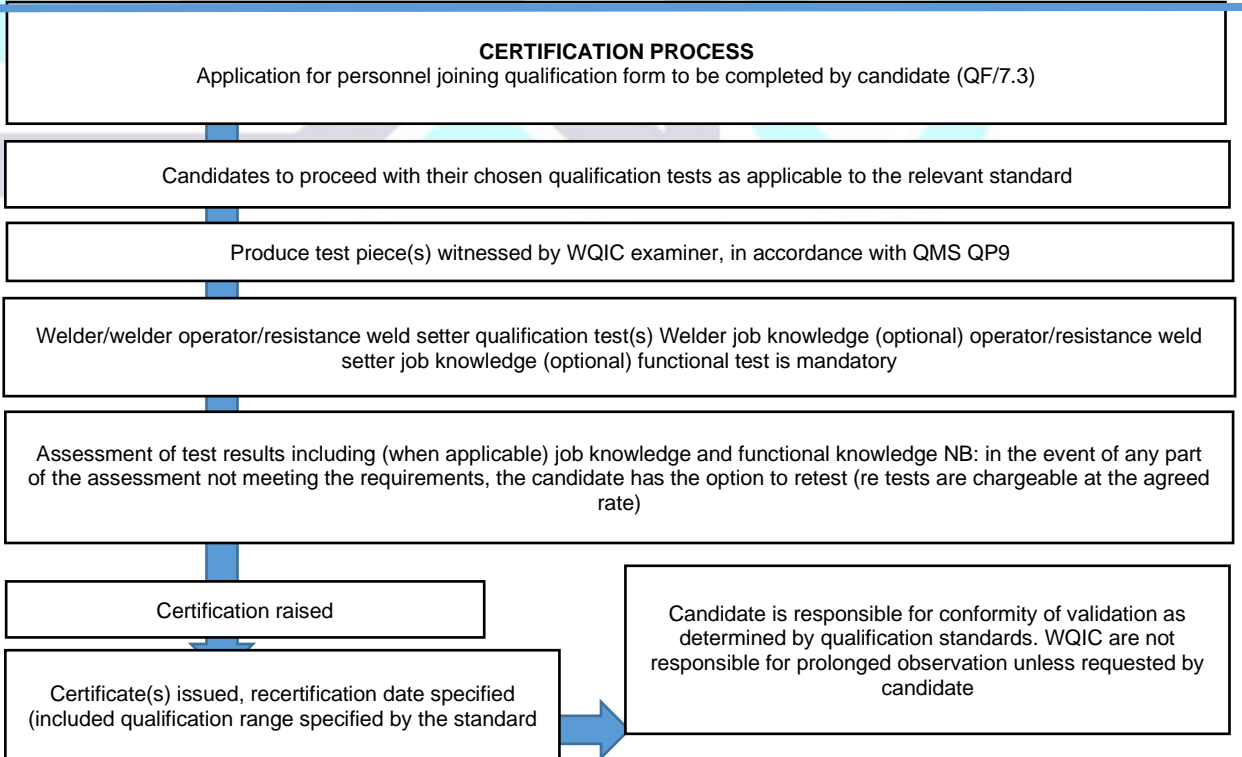 CERTIFICATION PROCESS
Application for personnel joining qualification form to be completed by candidate (QF/7.3)
Candidates to proceed with their chosen qualification tests as applicable to the relevant standard
Produce test piece(s) witnessed by WQIC examiner, in accordance with QMS QP9
Welder/welder operator/resistance weld setter qualification test(s) Welder job knowledge (optional) operator/resistance weld
setter job knowledge (optional) functional test is mandatory
Assessment of test results including (when applicable) job knowledge and functional knowledge NB: in the event of any part
of the assessment not meeting the requirements, the candidate has the option to retest (re tests are chargeable at the agreed
rate)
Certification raised
Certificate(s) issued, recertification date specified
(included qualification range specified by the standard
Candidate is responsible for conformity of validation as
determined by qualification standards. WQIC are not
responsible for prolonged observation unless requested by
candidate